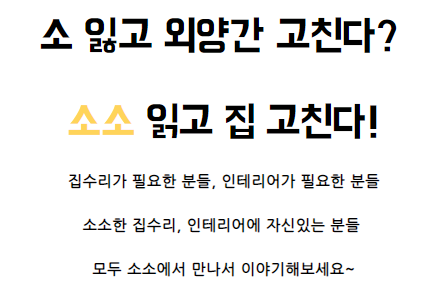 소 잃고 외양간 고친다?
소소 읽고 집 고친다!
집수리가 필요한 분들, 인테리어가 필요한 분들
소소한 집수리, 인테리어에 자신있는 분들
모두 소소에서 만나서 이야기해보세요~